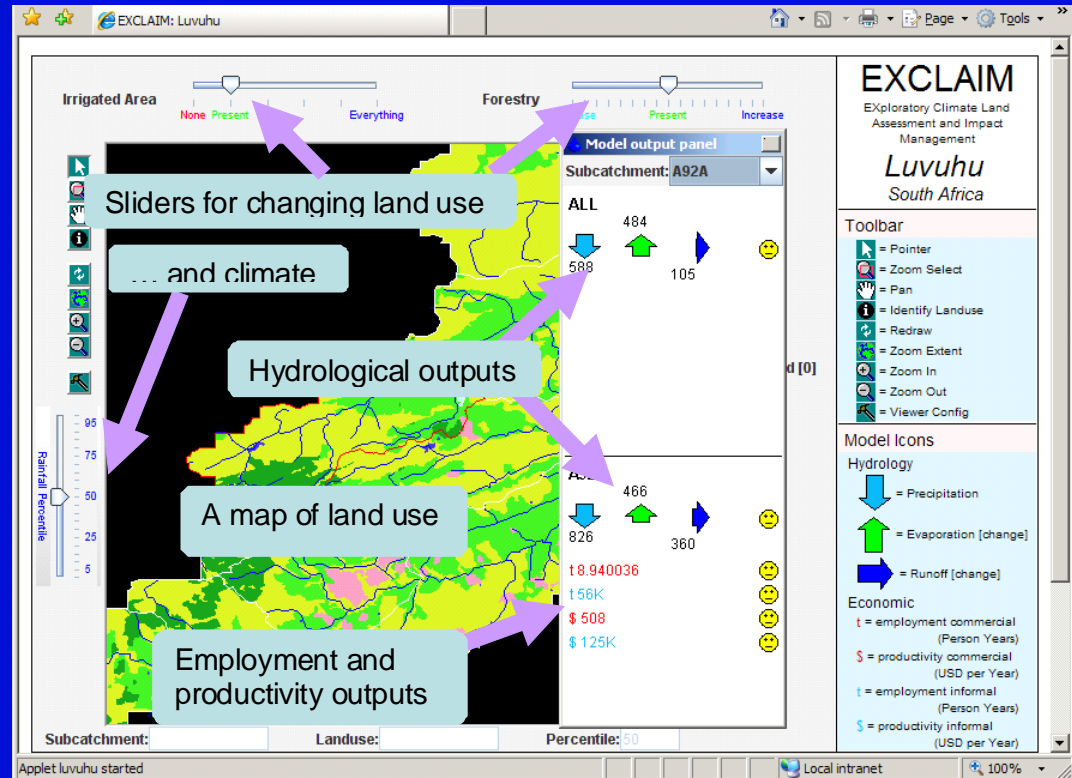 EXCLAIM: Luvuhu
Page
Tools
»
Irrigated Area
None Present Everything
Forestry
Present Increase
Sliders for changing land use
... and climate
Hydrological outputs
A map of land use
Employment and
productivity outputs
95
75
50
25
5
Rainfall Percentile
Model output panel
Subcatchment: A92A
ALL
484
588
105
d [0]
466
826
360
t 8.940036
t 56K
$ 508
$ 125K
Subcatchment:
Landuse:
Percentile: 50
EXCLAIM
EXploratory Climate Land
Assessment and Impact
Management
Luvuhu
South Africa
Toolbar
= Pointer
= Zoom Select
= Pan
= Identify Landuse
= Redraw
= Zoom Extent
= Zoom In
= Zoom Out
= Viewer Config
Model Icons
Hydrology
= Precipitation
= Evaporation [change]
= Runoff [change]
Economic
t = employment commercial
(Person Years)
$ = productivity commercial
(USD per Year)
t = employment informal
(Person Years)
$ = productivity informal
(USD per Year)
Applet luvuhu started
Local intranet
100%